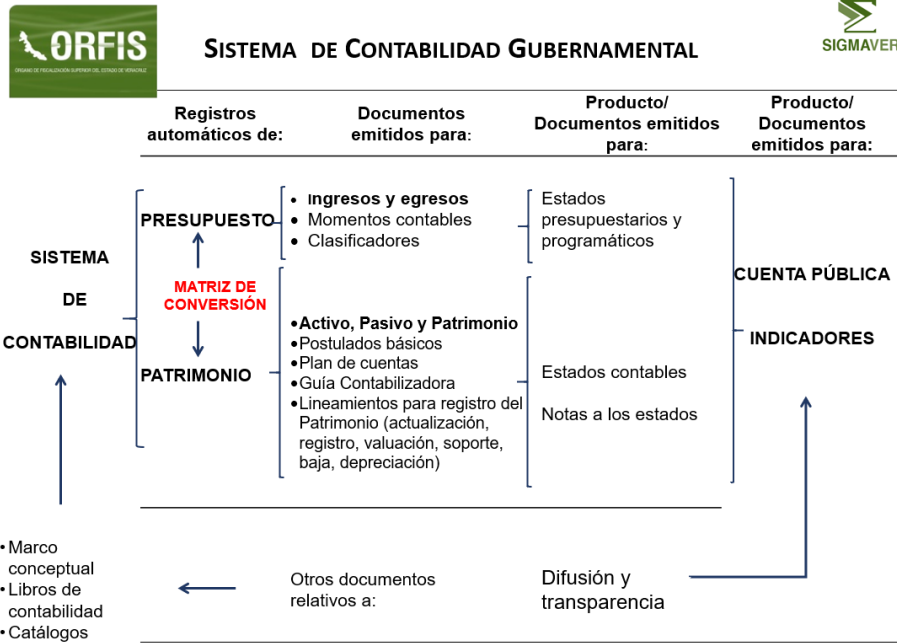 ORFIS
ÓRGANO DE FISCALIZACIÓN SUPERIOR DEL ESTADO DE VERACRUZ
SISTEMA DE CONTABILIDAD GUBERNAMENTAL
SIGMAVER
Registros
automáticos de:
Documentos
emitidos para:
Producto/
Documentos emitidos
para:
Producto/
Documentos
emitidos para:
SISTEMA
DE
CONTABILIDAD
PRESUPUESTO
MATRIZ DE
CONVERSIÓN
PATRIMONIO
• Ingresos y egresos
• Momentos contables
• Clasificadores
•Activo, Pasivo y Patrimonio
•Postulados básicos
•Plan de cuentas
•Guía Contabilizadora
•Lineamientos para registro del
Patrimonio (actualización,
registro, valuación, soporte,
baja, depreciación)
Estados
presupuestarios y
programáticos
Estados contables
Notas a los estados
CUENTA PÚBLICA
INDICADORES
•Marco
conceptual
•Libros de
contabilidad
•Catálogos
Otros documentos
relativos a:
Difusión y
transparencia